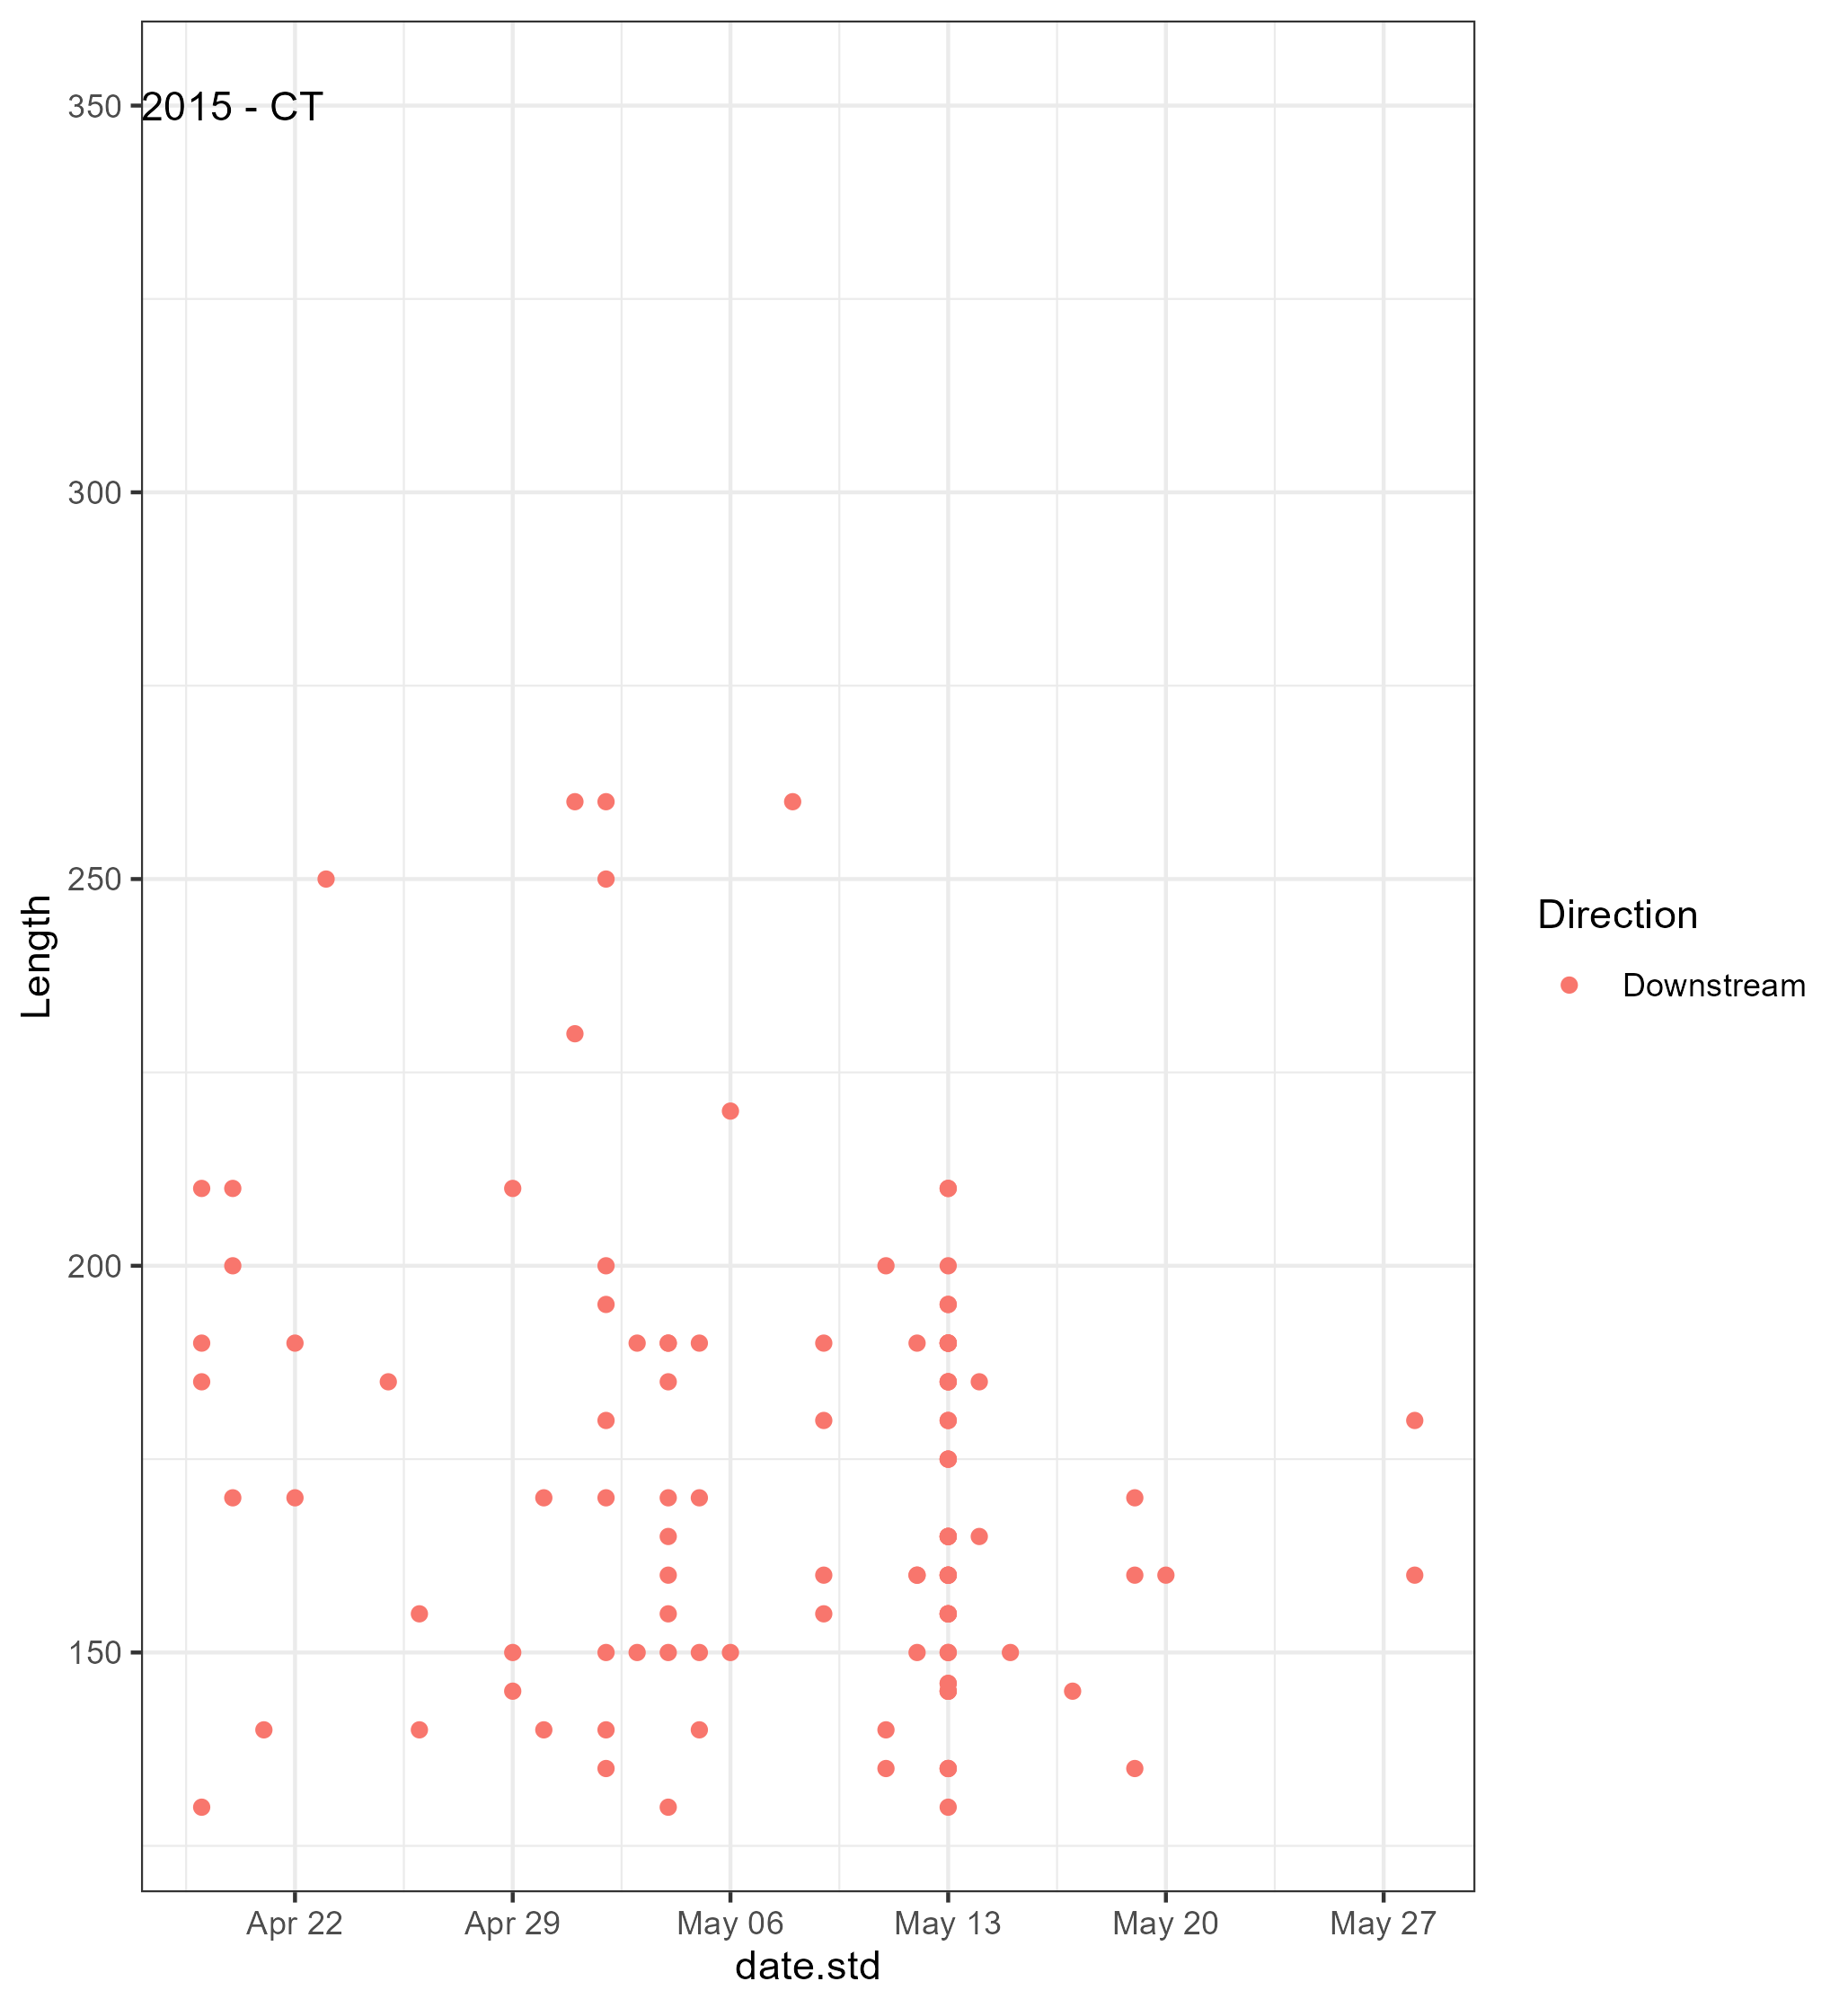 2015 - CT
350
300
250
200
150
Length
Apr 22
Apr 29
May 06
May 13
May 20
May 27
date.std
Direction
Downstream